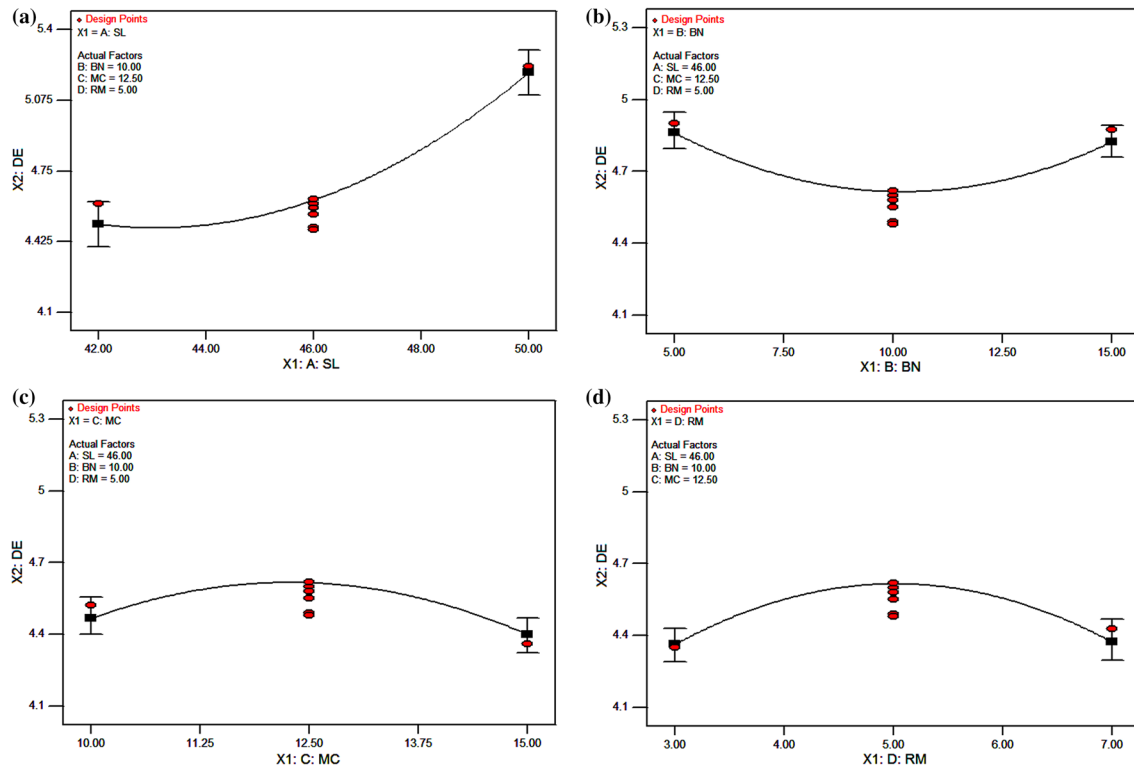 (a)
Design Points
X1 = A: SL
Actual Factors
B: BN = 10.00
C: MC = 12.50
D: RM = 5.00
5.4
5.075
4.75
4.425
4.1
X2: DE
42.00 44.00 46.00 48.00 50.00
X1: A: SL
(b)
Design Points
X1 = B: BN
Actual Factors
A: SL = 46.00
C: MC = 12.50
D: RM = 5.00
5.3
5
4.7
4.4
4.1
X2: DE
5.00 7.50 10.00 12.50 15.00
X1: B: BN
(c)
Design Points
X1 = C: MC
Actual Factors
A: SL = 46.00
B: BN = 10.00
D: RM = 5.00
5.3
5
4.7
4.4
4.1
X2: DE
10.00 11.25 12.50 13.75 15.00
X1: C: MC
(d)
Design Points
X1 = D: RM
Actual Factors
A: SL = 46.00
B: BN = 10.00
C: MC = 12.50
5.3
5
4.7
4.4
4.1
X2: DE
3.00 4.00 5.00 6.00 7.00
X1: D: RM